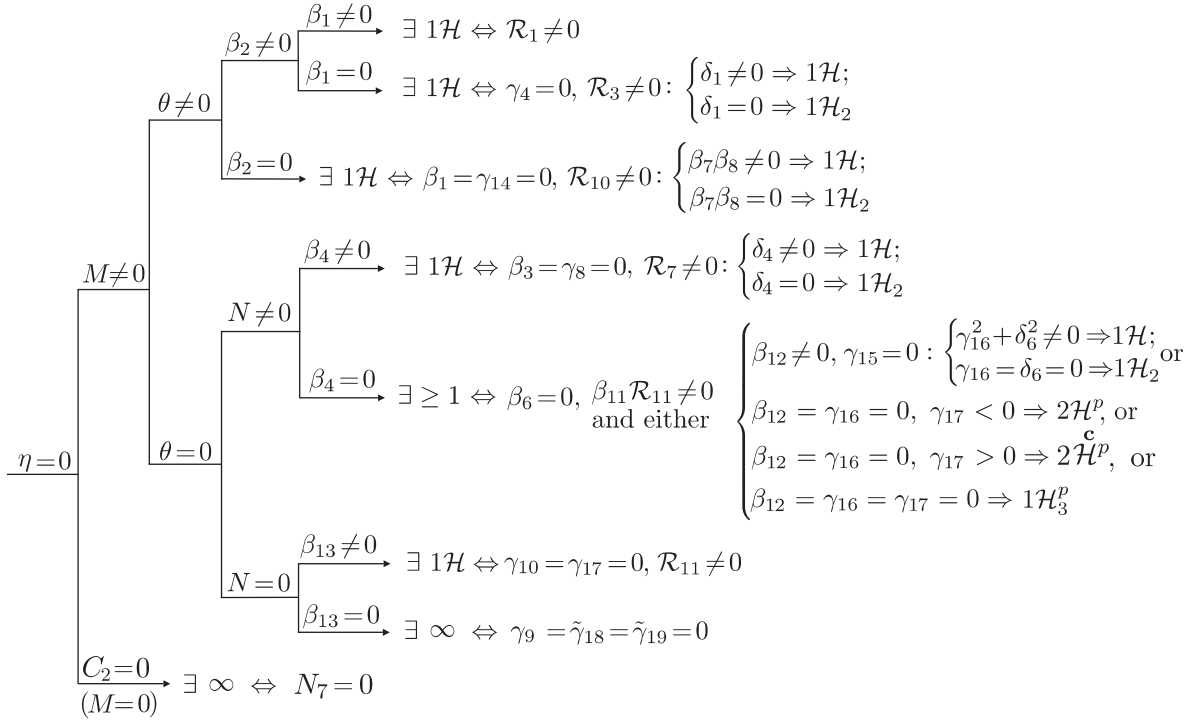 β₁≠0
∃ 1ℋ ⇔ ℛ₁≠0
β₂≠0
β₁=0
∃ 1ℋ ⇔ γ₄=0, ℛ₃≠0: { δ₁≠0 ⇒ 1ℋ;
δ₁=0 ⇒ 1ℋ₂
θ≠0
β₂=0
∃ 1ℋ ⇔ β₁=γ₁₄=0, ℛ₁₀≠0: { β₇β₈≠0 ⇒ 1ℋ;
β₇β₈=0 ⇒ 1ℋ₂
M≠0
β₄≠0
∃ 1ℋ ⇔ β₃=γ₈=0, ℛ₇≠0: { δ₄≠0 ⇒ 1ℋ;
δ₄=0 ⇒ 1ℋ₂
N≠0
β₄=0
∃ ≥ 1 ⇔ β₆=0, β₁₁ℛ₁₁≠0
and either
β₁₂≠0, γ₁₅=0 : { γ₁₆²+δ₆²≠0 ⇒1ℋ;
γ₁₆=δ₆=0 ⇒1ℋ₂ or
β₁₂ = γ₁₆ = 0, γ₁₇ < 0 ⇒ 2ℋᵖ, or
β₁₂ = γ₁₆ = 0, γ₁₇ > 0 ⇒ 2ℋ̊ᶜᵖ, or
β₁₂ = γ₁₆ = γ₁₇ = 0 ⇒ 1ℋ₃ᵖ
θ=0
η=0
β₁₃≠0
∃ 1ℋ ⇔ γ₁₀=γ₁₇=0, ℛ₁₁≠0
N=0
β₁₃=0
∃ ∞ ⇔ γ₉ =γ̃₁₈=γ̃₁₉=0
C₂=0
(M=0)
∃ ∞ ⇔ N₇=0